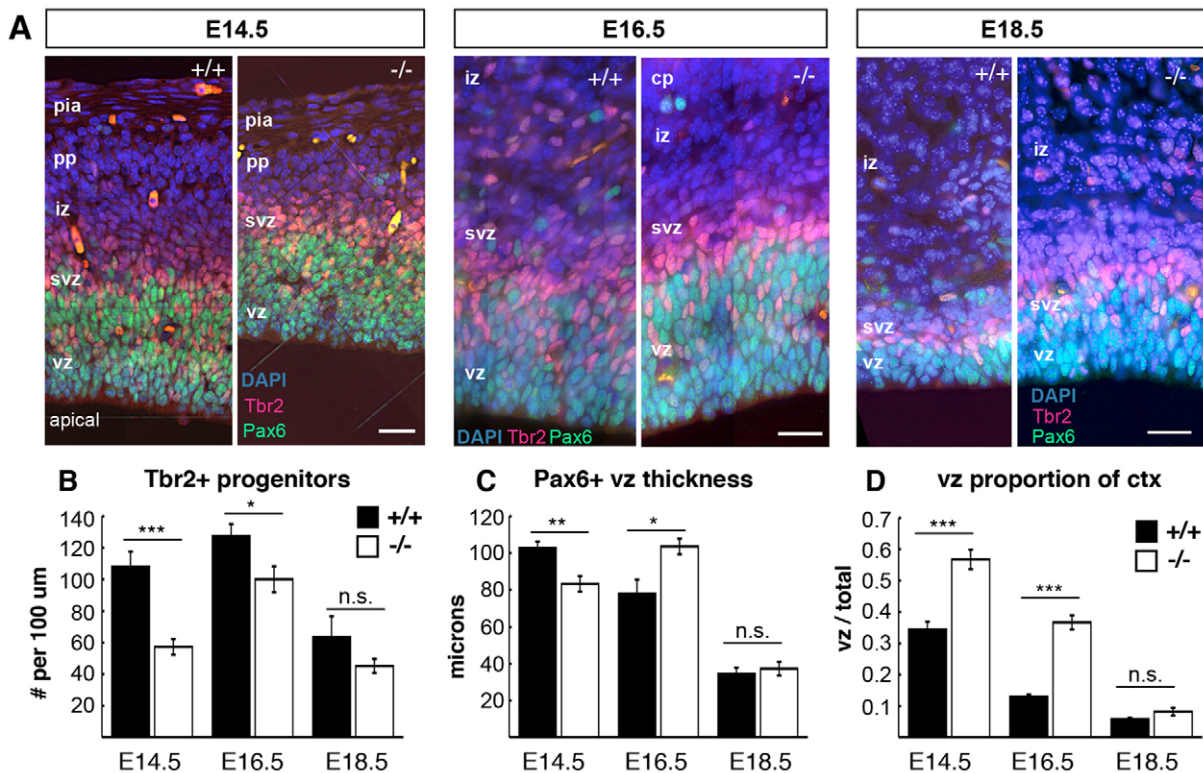 A
E14.5
E16.5
E18.5
+/+
-/-
pia
pp
iz
svz
vz
apical
pia
pp
svz
vz
DAPI
Tbr2
Pax6
iz
+/+
svz
vz
DAPI Tbr2 Pax6
cp
-/-
iz
svz
vz
+/+
iz
svz
vz
-/-
iz
svz
vz
DAPI
Tbr2
Pax6
B Tbr2+ progenitors
# per 100 um
140
120
100
80
60
40
20
***
*
n.s.
+/+
-/-
E14.5 E16.5 E18.5
C Pax6+ vz thickness
microns
120
100
80
60
40
20
**
*
n.s.
E14.5 E16.5 E18.5
D vz proportion of ctx
vz / total
0.7
0.6
0.5
0.4
0.3
0.2
0.1
***
***
n.s.
+/+
-/-
E14.5 E16.5 E18.5